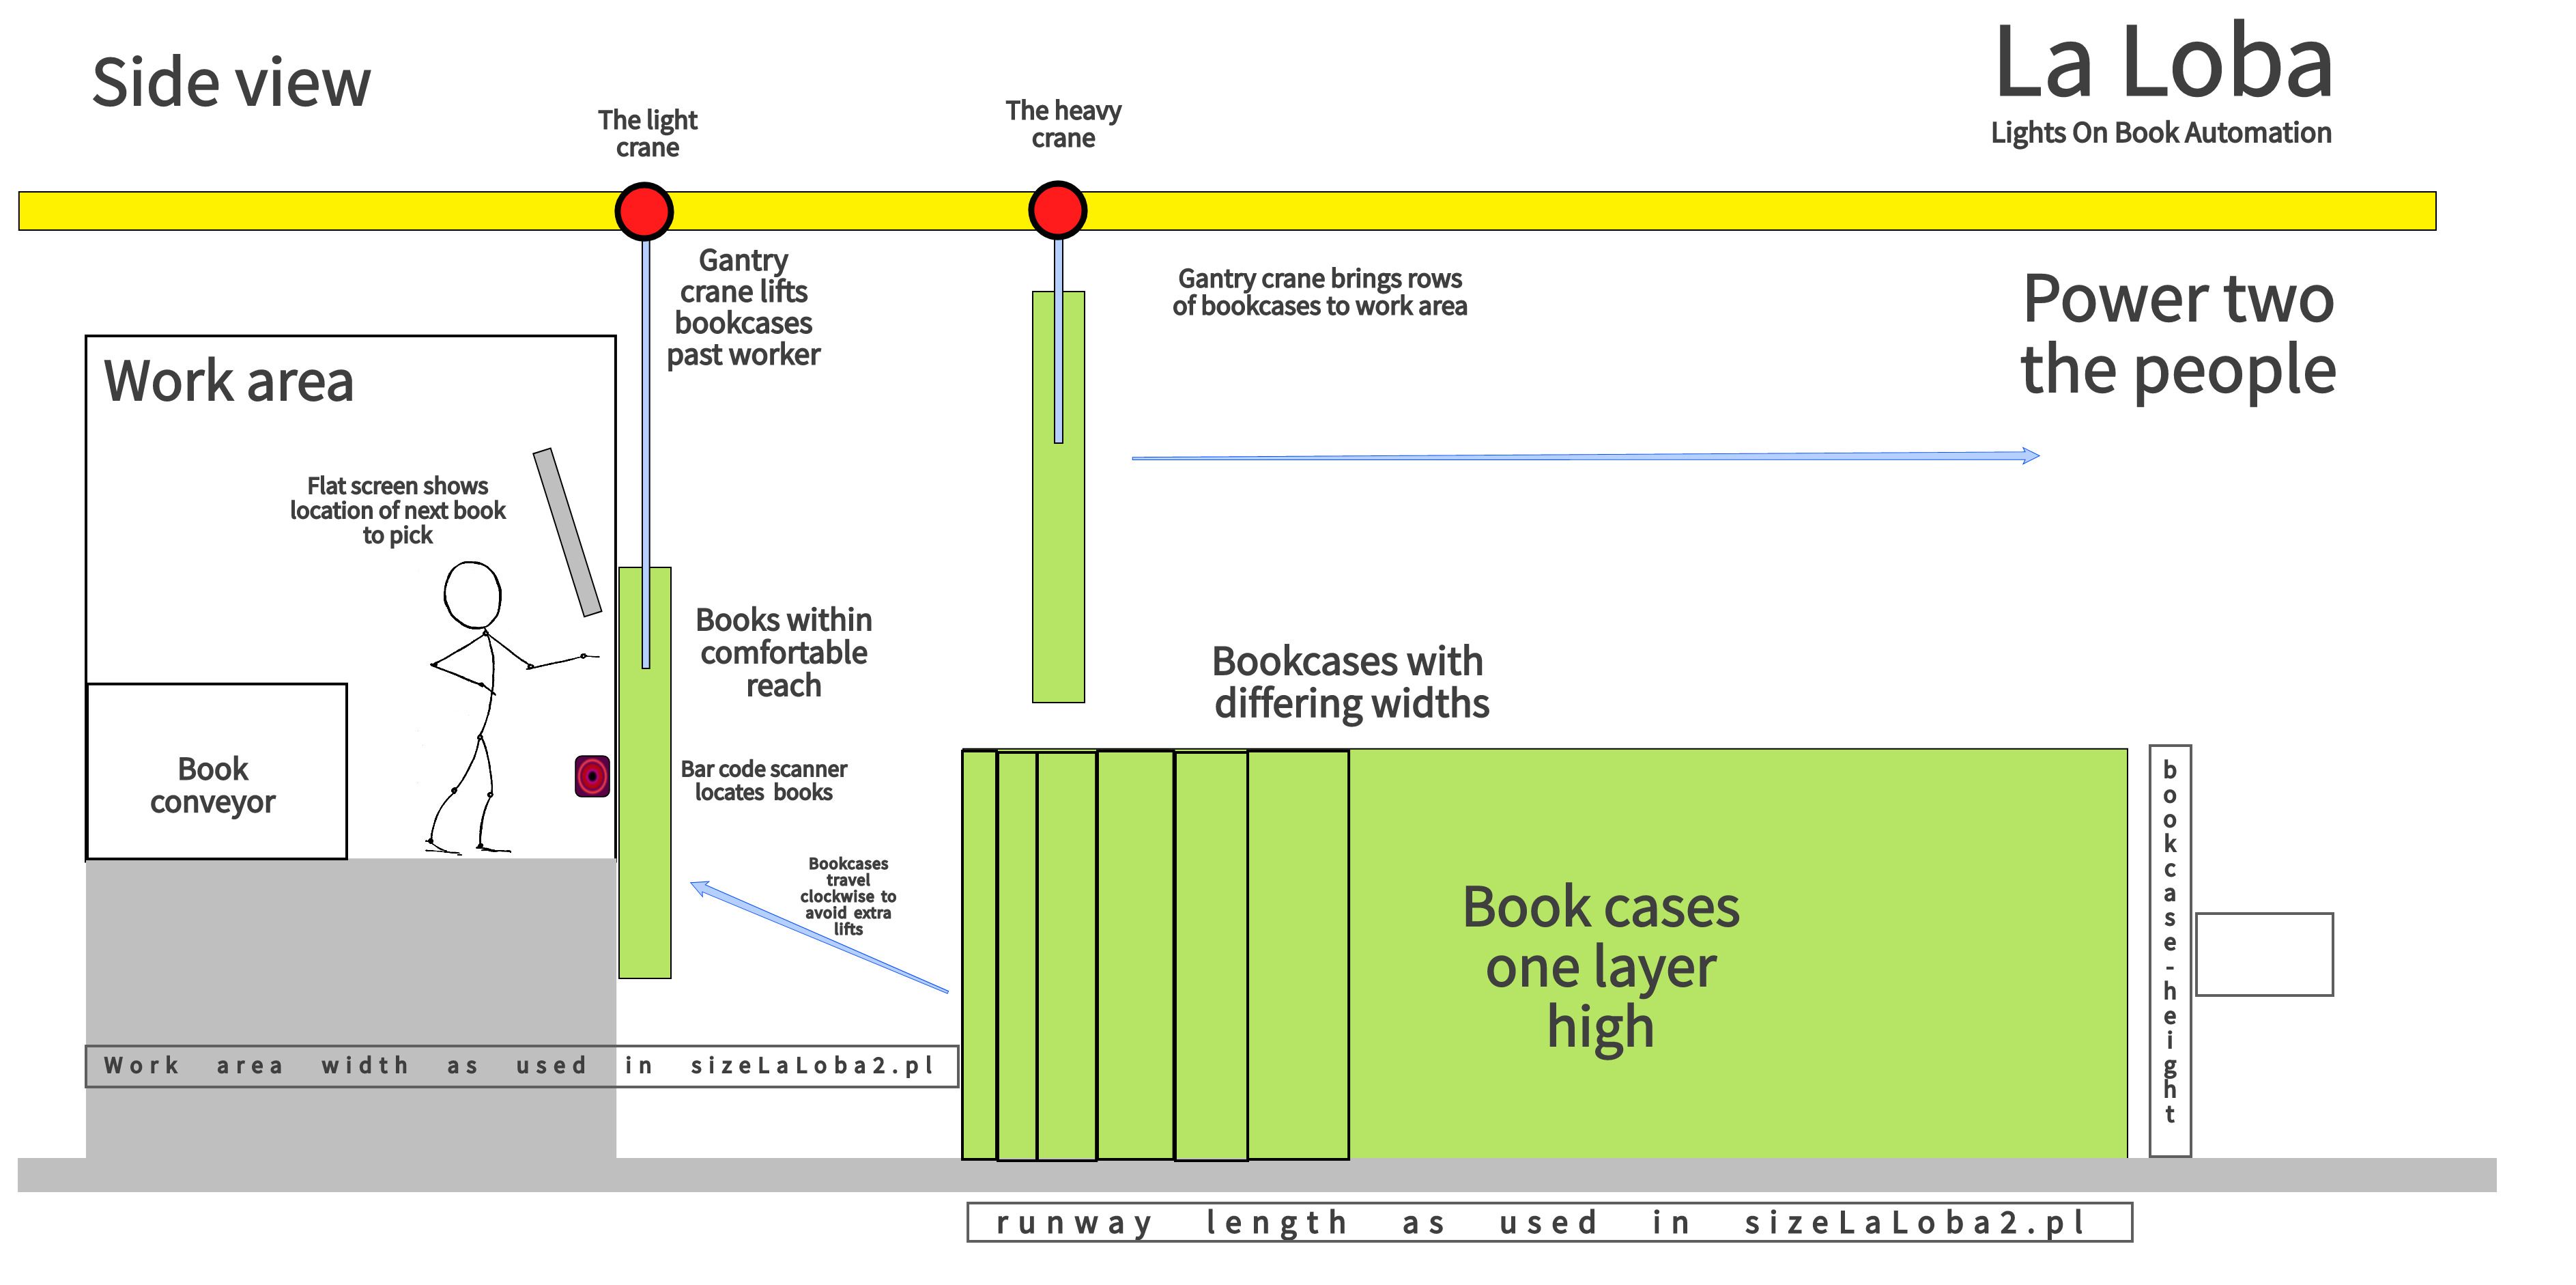 Side view
La Loba
Lights On Book Automation
The light
crane
The heavy
crane
Gantry
crane lifts
bookcases
past worker
Gantry crane brings rows
of bookcases to work area
Power two
the people
Work area
Flat screen shows
location of next book
to pick
Books within
comfortable
reach
Bookcases with
differing widths
Book
conveyor
Bar code scanner
locates books
Bookcases
travel
clockwise to
avoid extra
lifts
Book cases
one layer
high
bookcase-height
Work area width as used in sizeLaLoba2.pl
runway length as used in sizeLaLoba2.pl